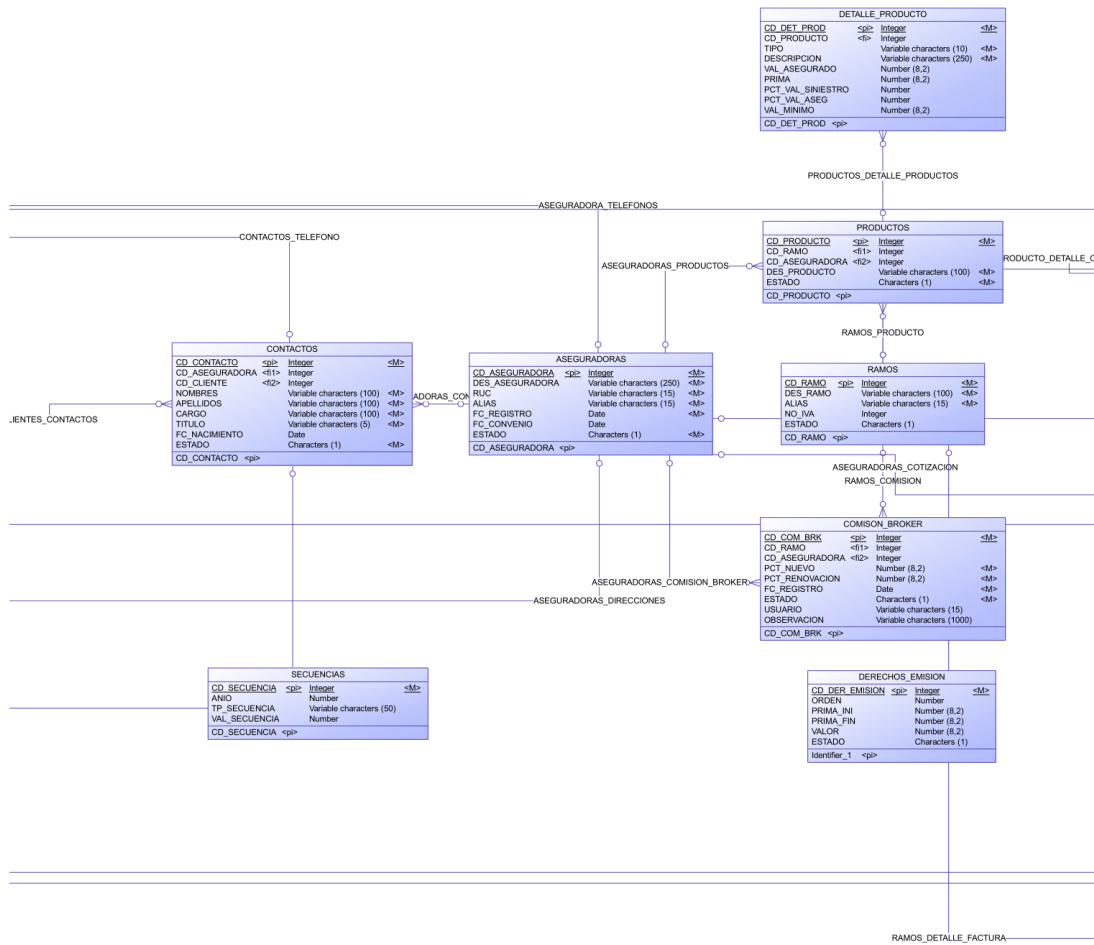 DETALLE_PRODUCTO
CD_DET_PROD <pi> Integer <M>
CD_PRODUCTO <fi> Integer
TIPO Variable characters (10) <M>
DESCRIPCION Variable characters (250) <M>
VAL_ASEGURADO Number (8,2)
PRIMA Number (8,2)
PCT_VAL_SINIESTRO Number
PCT_VAL_ASEG Number
VAL_MINIMO Number (8,2)
CD_DET_PROD <pi>
PRODUCTOS_DETALLE_PRODUCTOS
ASEGURADORA_TELEFONOS
CONTACTOS_TELEFONO
PRODUCTOS
CD_PRODUCTO <pi> Integer <M>
CD_RAMO <fi1> Integer
CD_ASEGURADORA <fi2> Integer
DES_PRODUCTO Variable characters (100) <M>
ESTADO Characters (1) <M>
CD_PRODUCTO <pi>
ASEGURADORAS_PRODUCTOS
RODUCTO_DETALLE_C
RAMOS_PRODUCTO
CONTACTOS
CD_CONTACTO <pi> Integer <M>
CD_ASEGURADORA <fi1> Integer
CD_CLIENTE <fi2> Integer
NOMBRES Variable characters (100) <M>
APELLIDOS Variable characters (100) <M>
CARGO Variable characters (100) <M>
TITULO Variable characters (5) <M>
FC_NACIMIENTO Date
ESTADO Characters (1) <M>
CD_CONTACTO <pi>
LIENTES_CONTACTOS
ADORAS_CON
ASEGURADORAS
CD_ASEGURADORA <pi> Integer <M>
DES_ASEGURADORA Variable characters (250) <M>
RUC Variable characters (15) <M>
ALIAS Variable characters (15) <M>
FC_REGISTRO Date <M>
FC_CONVENIO Date
ESTADO Characters (1) <M>
CD_ASEGURADORA <pi>
RAMOS
CD_RAMO <pi> Integer <M>
DES_RAMO Variable characters (100) <M>
ALIAS Variable characters (15) <M>
NO_IVA Integer
ESTADO Characters (1)
CD_RAMO <pi>
ASEGURADORAS_COTIZACION
RAMOS_COMISION
COMISON_BROKER
CD_COM_BRK <pi> Integer <M>
CD_RAMO <fi1> Integer
CD_ASEGURADORA <fi2> Integer
PCT_NUEVO Number (8,2) <M>
PCT_RENOVACION Number (8,2) <M>
FC_REGISTRO Date <M>
ESTADO Characters (1) <M>
USUARIO Variable characters (15)
OBSERVACION Variable characters (1000)
CD_COM_BRK <pi>
ASEGURADORAS_COMISION_BROKER
ASEGURADORAS_DIRECCIONES
SECUENCIAS
CD_SECUENCIA <pi> Integer <M>
ANIO Number
TP_SECUENCIA Variable characters (50)
VAL_SECUENCIA Number
CD_SECUENCIA <pi>
DERECHOS_EMISION
CD_DER_EMISION <pi> Integer <M>
ORDEN Number
PRIMA_INI Number (8,2)
PRIMA_FIN Number (8,2)
VALOR Number (8,2)
ESTADO Characters (1)
Identifier_1 <pi>
RAMOS_DETALLE_FACTURA